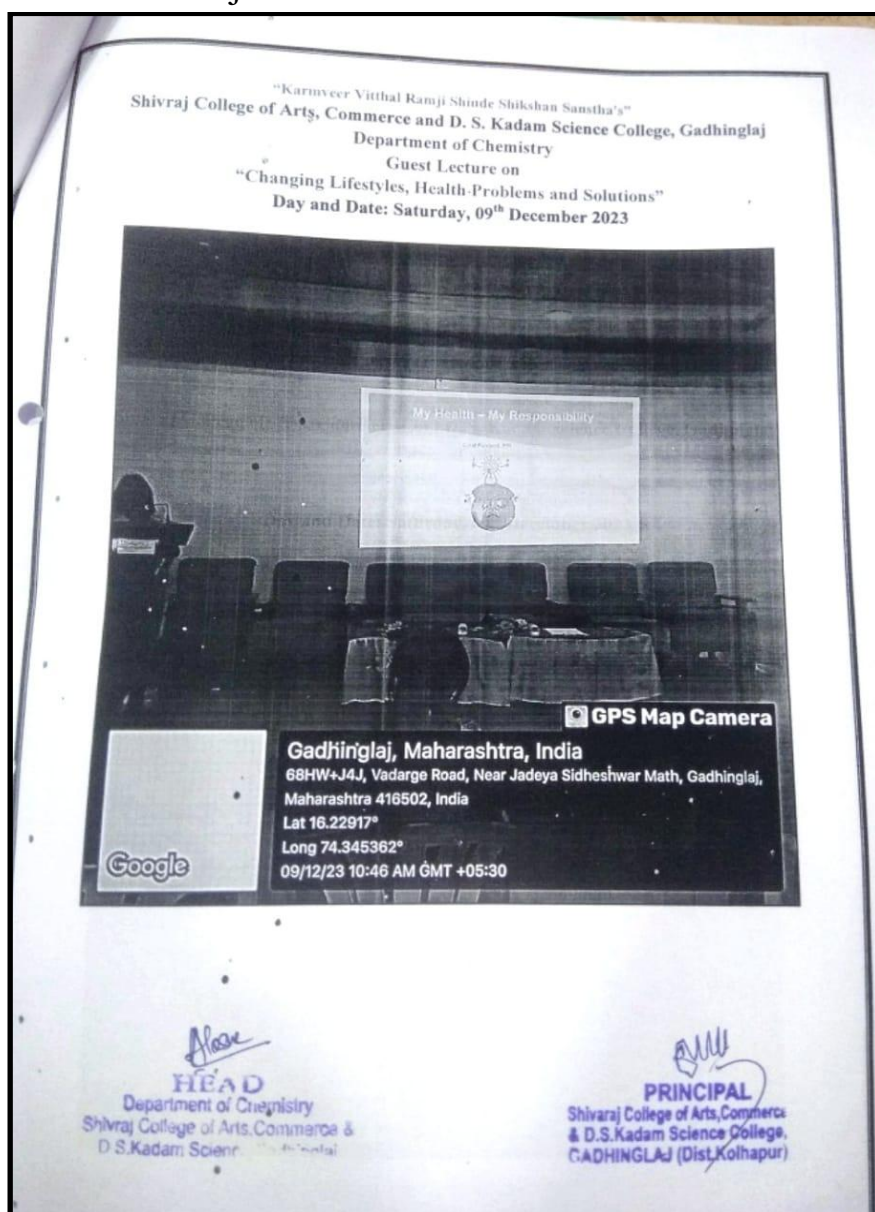 "Karmveer Vitthal Ramji Shinde Shikshan Sanstha's"
Shivraj College of Arts, Commerce and D. S. Kadam Science College, Gadhinglaj
Department of Chemistry
Guest Lecture on
"Changing Lifestyles, Health-Problems and Solutions"
Day and Date: Saturday, 09th December 2023
My Health – My Responsibility
GPS Map Camera
Gadhinglaj, Maharashtra, India
68HW+J4J, Vadarge Road, Near Jadeya Sidheshwar Math, Gadhinglaj,
Maharashtra 416502, India
Lat 16.22917°
Long 74.345362°
09/12/23 10:46 AM GMT +05:30
Google
HEAD
Department of Chemistry
Shivraj College of Arts, Commerce &
D S.Kadam
PRINCIPAL
Shivaraj College of Arts,Commerce
& D.S.Kadam Science College,
GADHINGLAJ (Dist.Kolhapur)